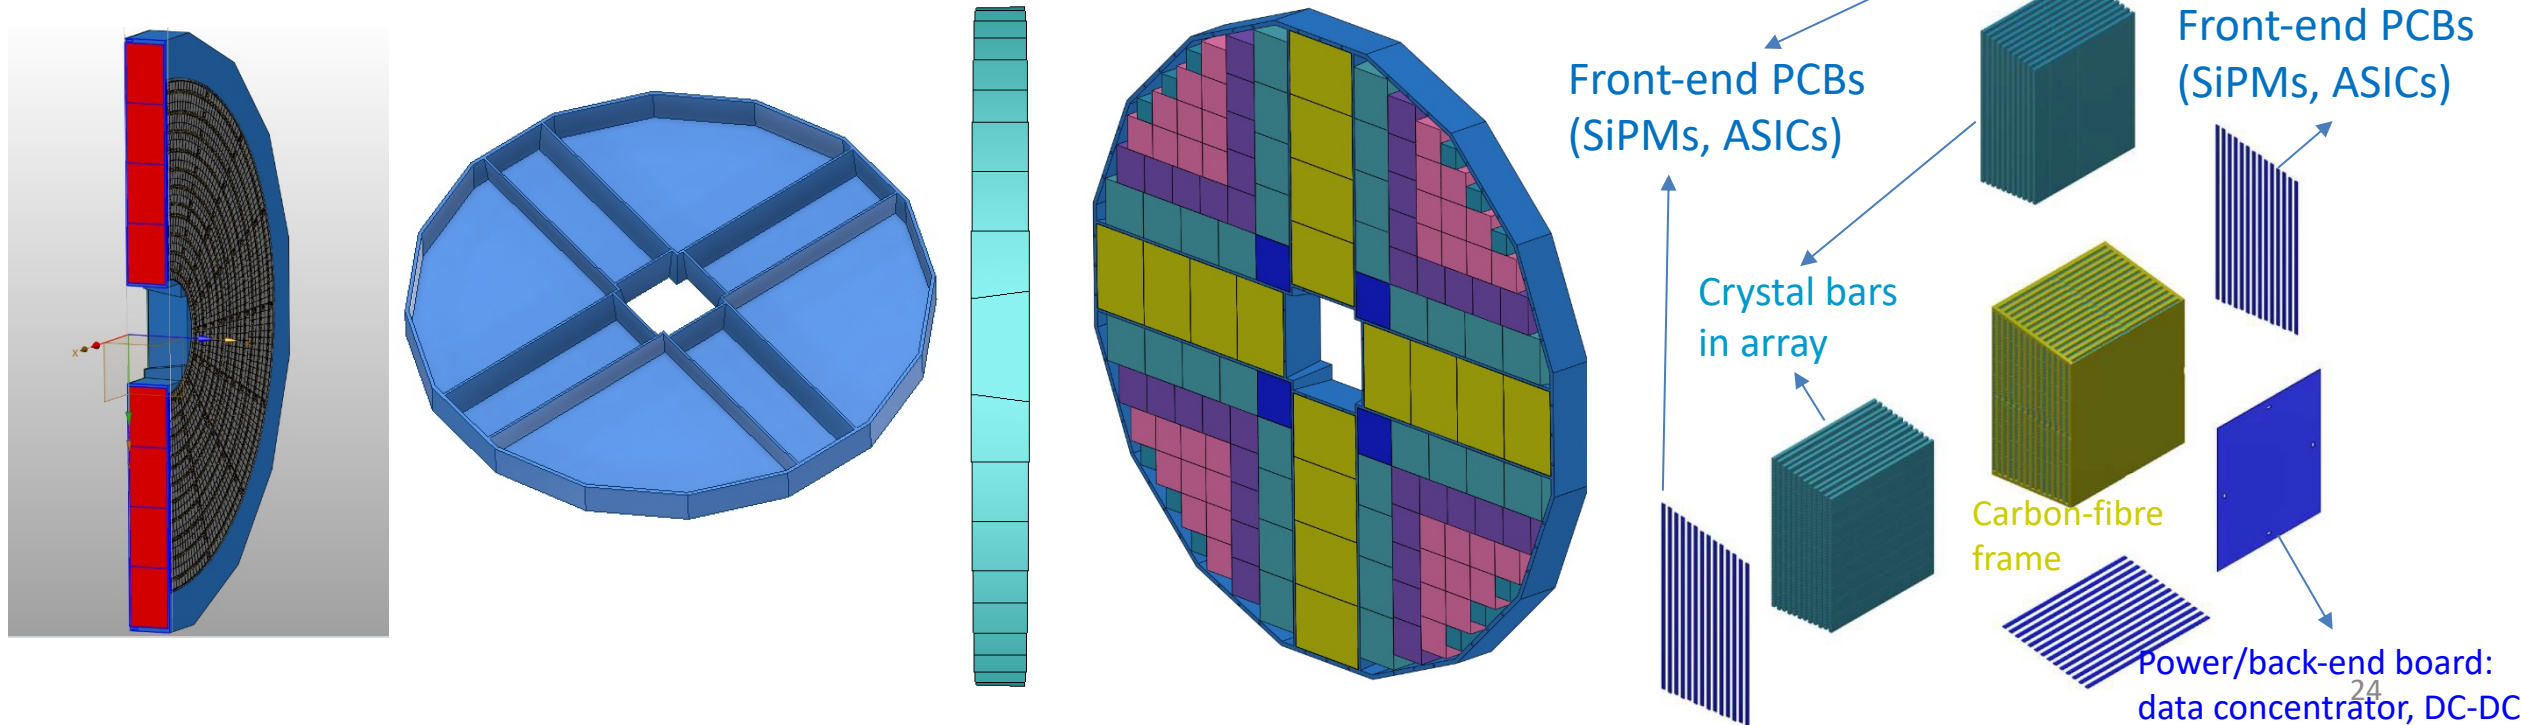 Front-end PCBs
(SiPMs, ASICs)
Front-end PCBs
(SiPMs, ASICs)
Crystal bars
in array
Carbon-fibre
frame
Power/back-end board:
data concentrator, DC-DC
24
x